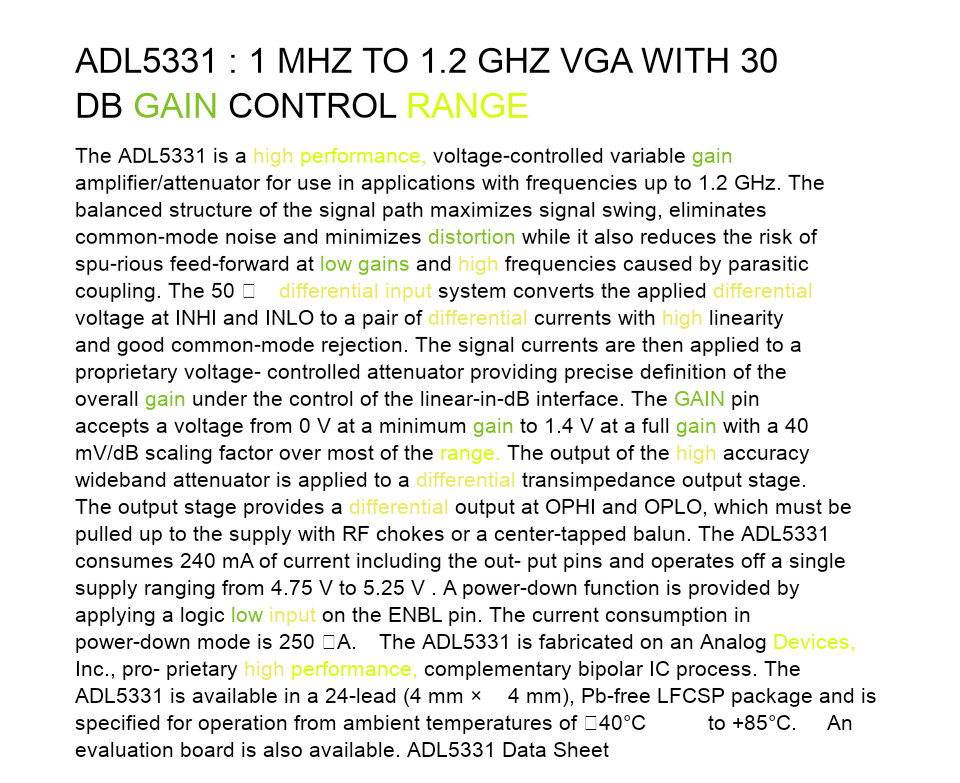 ADL5331 : 1 MHZ TO 1.2 GHZ VGA WITH 30
DB GAIN CONTROL RANGE
The ADL5331 is a high performance, voltage-controlled variable gain
amplifier/attenuator for use in applications with frequencies up to 1.2 GHz. The
balanced structure of the signal path maximizes signal swing, eliminates
common-mode noise and minimizes distortion while it also reduces the risk of
spu-rious feed-forward at low gains and high frequencies caused by parasitic
coupling. The 50 □ differential input system converts the applied differential
voltage at INHI and INLO to a pair of differential currents with high linearity
and good common-mode rejection. The signal currents are then applied to a
proprietary voltage- controlled attenuator providing precise definition of the
overall gain under the control of the linear-in-dB interface. The GAIN pin
accepts a voltage from 0 V at a minimum gain to 1.4 V at a full gain with a 40
mV/dB scaling factor over most of the range. The output of the high accuracy
wideband attenuator is applied to a differential transimpedance output stage.
The output stage provides a differential output at OPHI and OPLO, which must be
pulled up to the supply with RF chokes or a center-tapped balun. The ADL5331
consumes 240 mA of current including the out- put pins and operates off a single
supply ranging from 4.75 V to 5.25 V . A power-down function is provided by
applying a logic low input on the ENBL pin. The current consumption in
power-down mode is 250 □A. The ADL5331 is fabricated on an Analog Devices,
Inc., pro- prietary high performance, complementary bipolar IC process. The
ADL5331 is available in a 24-lead (4 mm × 4 mm), Pb-free LFCSP package and is
specified for operation from ambient temperatures of □40°C to +85°C. An
evaluation board is also available. ADL5331 Data Sheet